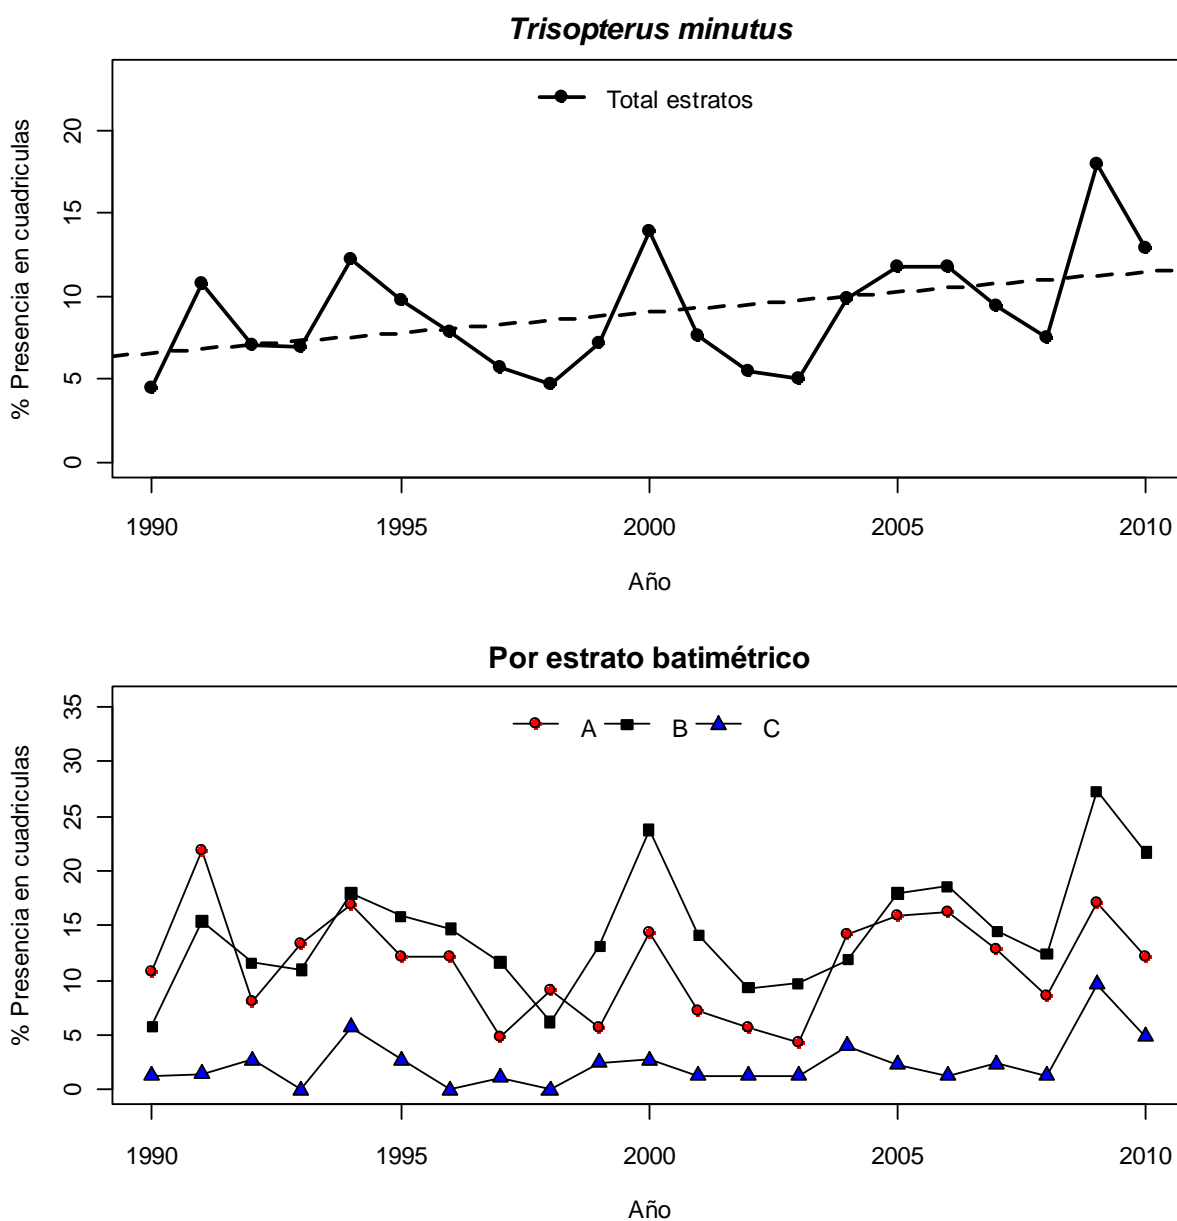 Trisopterus minutus
Total estratos
% Presencia en cuadriculas
20
15
10
5
0
1990 1995 2000 2005 2010
Año
Por estrato batimétrico
A B C
% Presencia en cuadriculas
35
30
25
20
15
10
5
0
1990 1995 2000 2005 2010
Año